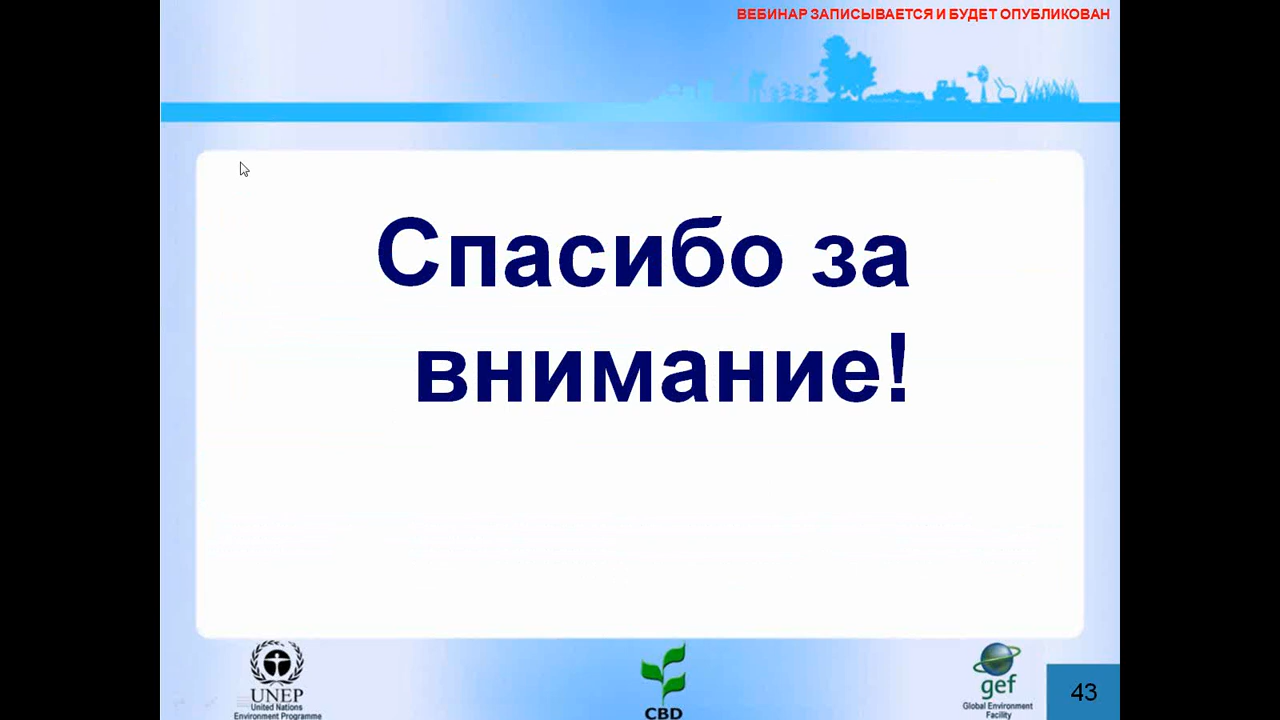 ВЕБИНАР ЗАПИСЫВАЕТСЯ И БУДЕТ ОПУБЛИКОВАН
Спасибо за
внимание!
UNEP
United Nations
Environment Programme
CBD
gef
Global Environment
Facility
43